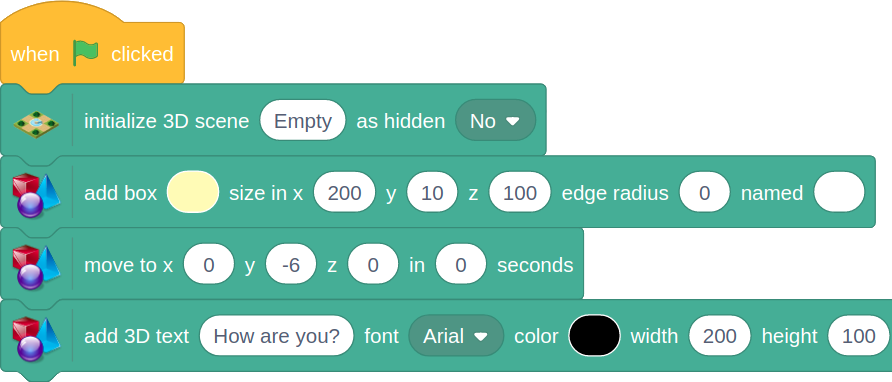 when clicked
initialize 3D scene Empty as hidden No
add box size in x 200 y 10 z 100 edge radius 0 named
move to x 0 y -6 z 0 in 0 seconds
add 3D text How are you? font Arial color width 200 height 100